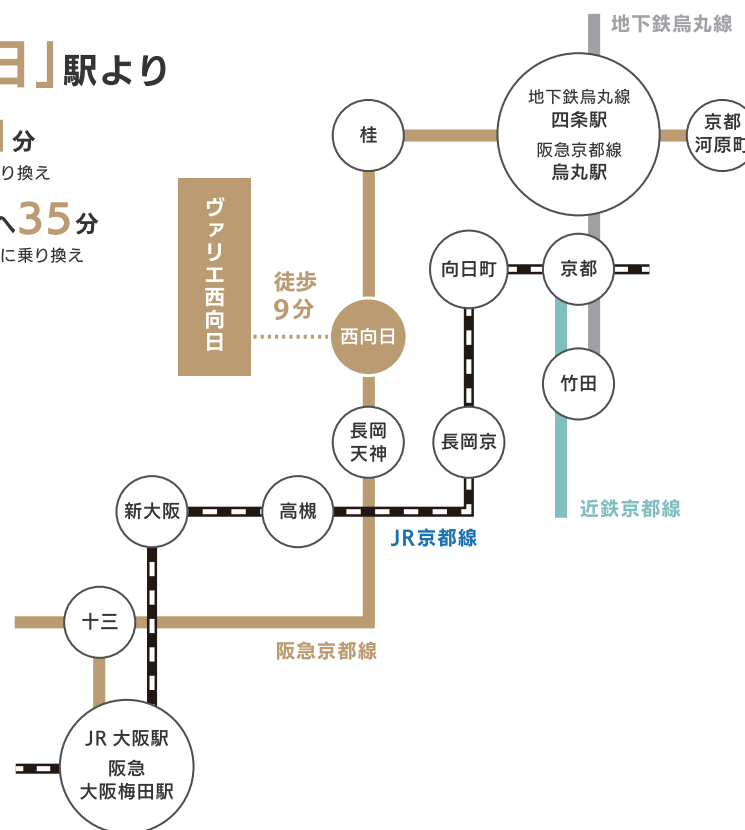 日」駅より
分
り換え
へ35分
に乗り換え
地下鉄烏丸線
地下鉄烏丸線
四条駅
阪急京都線
烏丸駅
京都
河原町
桂
ヴァリエ西向日
徒歩
9分
西向日
向日町
京都
竹田
長岡
天神
長岡京
近鉄京都線
新大阪
高槻
JR京都線
十三
阪急京都線
JR 大阪駅
阪急
大阪梅田駅